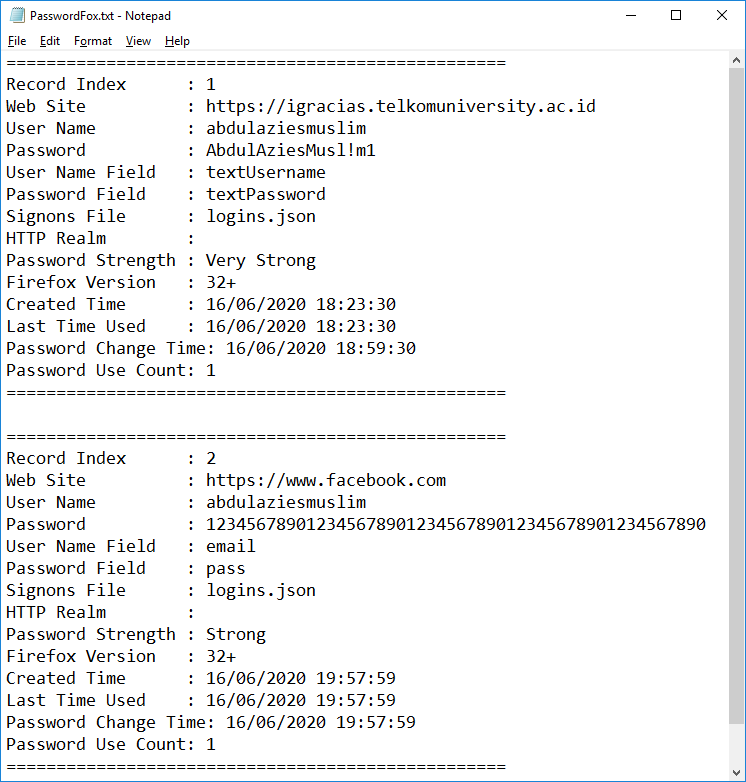 PasswordFox.txt - Notepad
File Edit Format View Help
==================================================
Record Index      : 1
Web Site          : https://igracias.telkomuniversity.ac.id
User Name         : abdulaziesmuslim
Password          : AbdulAziesMusl!m1
User Name Field   : textUsername
Password Field    : textPassword
Signons File      : logins.json
HTTP Realm        :
Password Strength : Very Strong
Firefox Version   : 32+
Created Time      : 16/06/2020 18:23:30
Last Time Used    : 16/06/2020 18:23:30
Password Change Time: 16/06/2020 18:59:30
Password Use Count: 1
==================================================

==================================================
Record Index      : 2
Web Site          : https://www.facebook.com
User Name         : abdulaziesmuslim
Password          : 12345678901234567890123456789012345678901234567890
User Name Field   : email
Password Field    : pass
Signons File      : logins.json
HTTP Realm        :
Password Strength : Strong
Firefox Version   : 32+
Created Time      : 16/06/2020 19:57:59
Last Time Used    : 16/06/2020 19:57:59
Password Change Time: 16/06/2020 19:57:59
Password Use Count: 1
==================================================